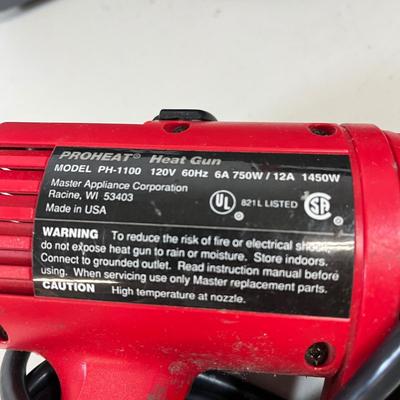 PROHEAT® Heat Gun
MODEL PH-1100 120V 60Hz 6A 750W / 12A 1450W
Master Appliance Corporation
Racine, WI 53403
Made in USA
UL
821L LISTED
SA
WARNING To reduce the risk of fire or electrical shock,
do not expose heat gun to rain or moisture. Store indoors.
Connect to grounded outlet. Read instruction manual before
using. When servicing use only Master replacement parts.
CAUTION High temperature at nozzle.